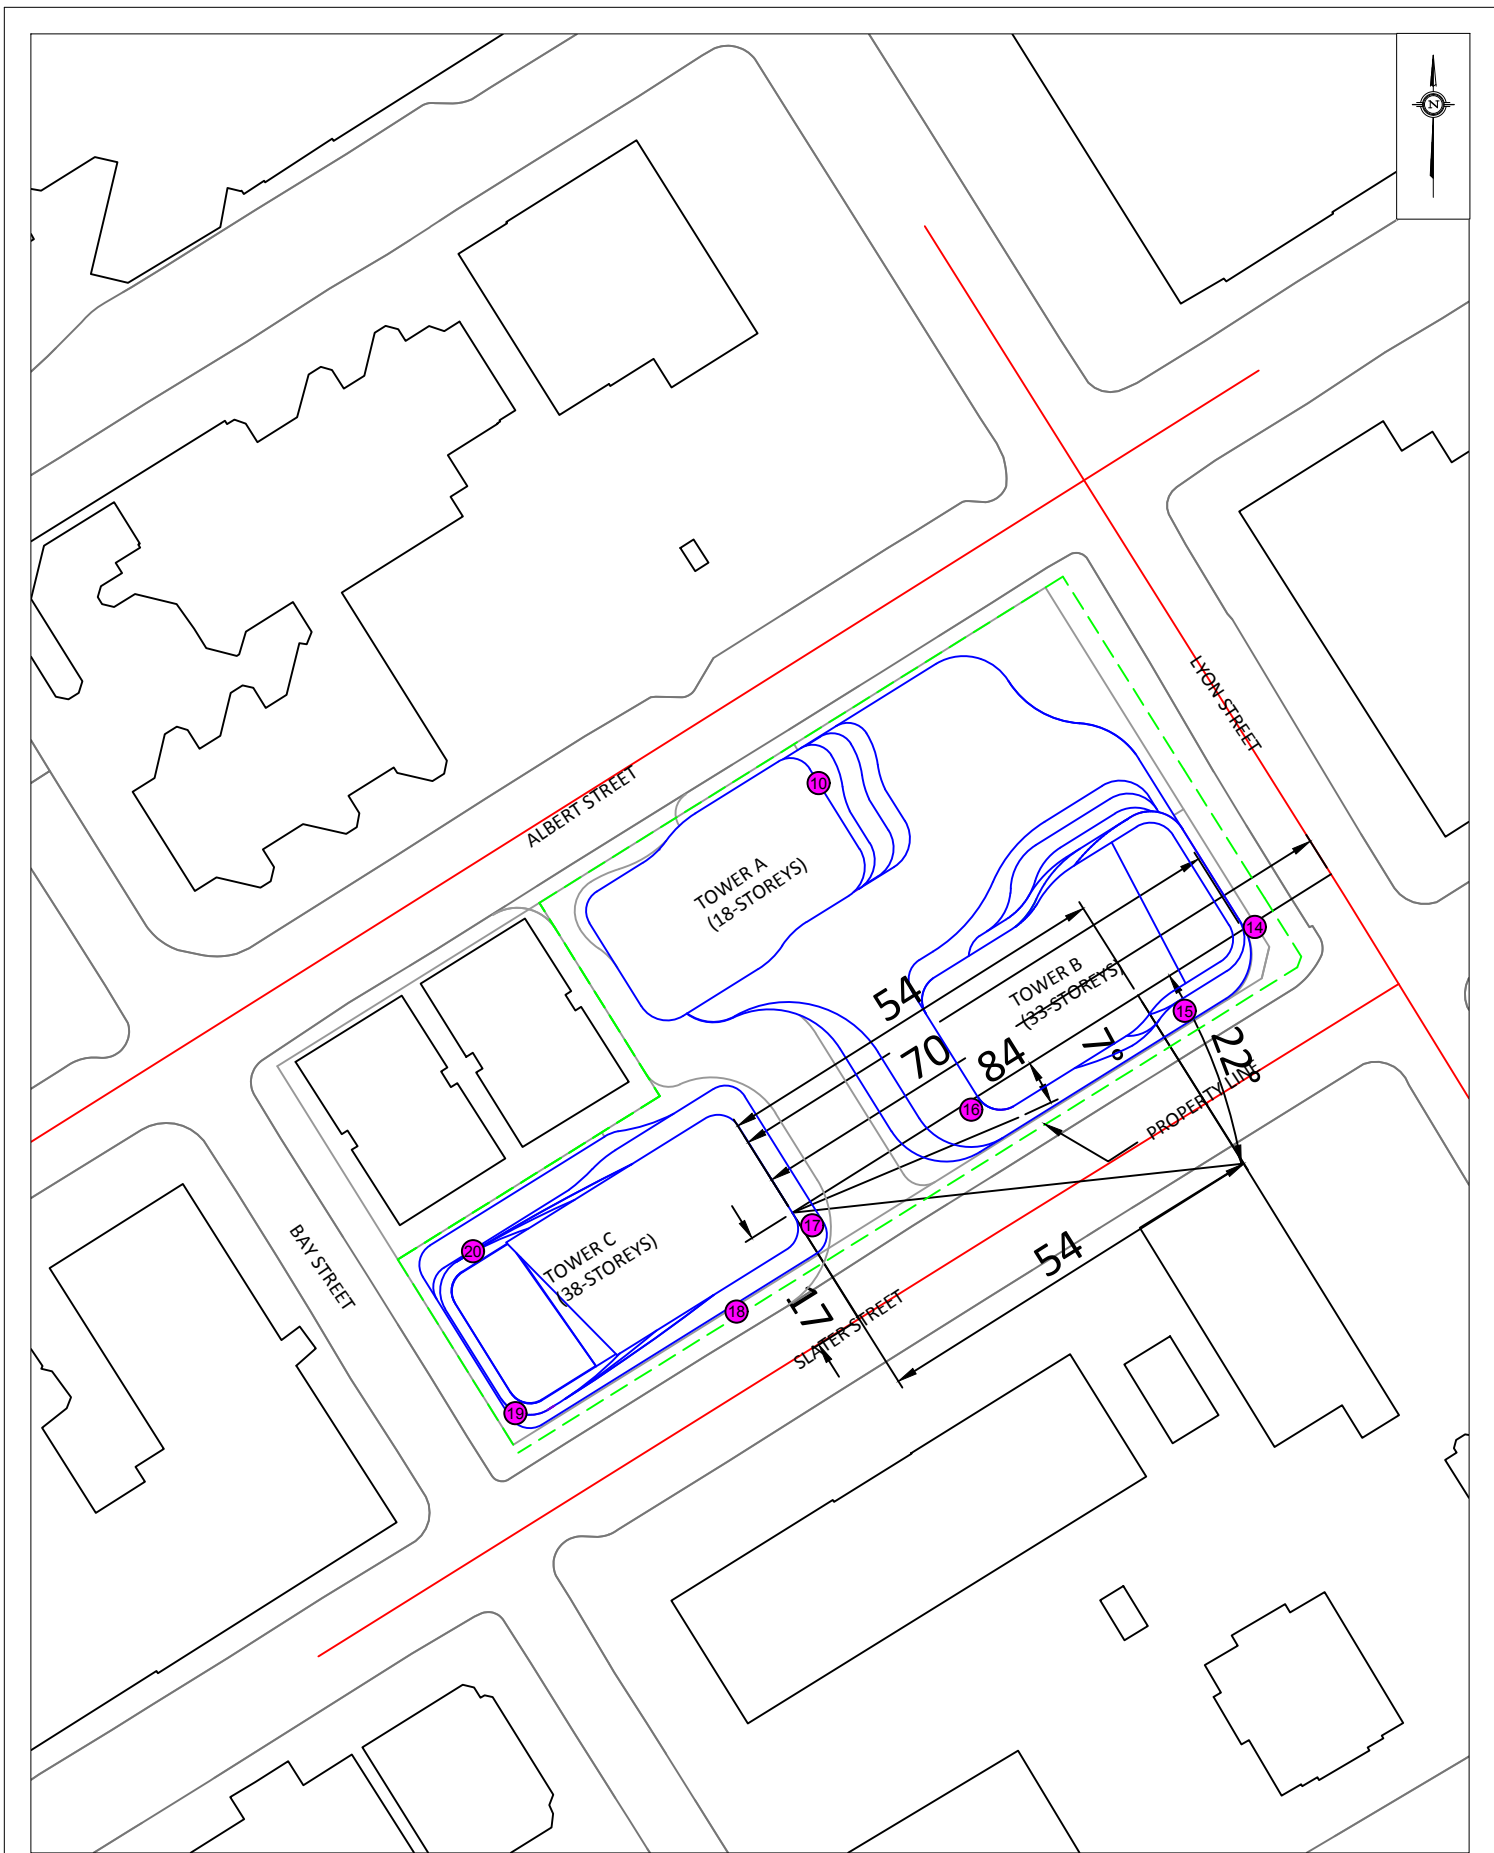 N
LYON STREET
ALBERT STREET
10
TOWER A
(18-STOREYS)
14
TOWER B
(33-STOREYS)
54
15
70
84
7°
22°
16
PROPERTY LINE
17
20
TOWER C
(38-STOREYS)
BAY STREET
54
18
17
SLATER STREET
19